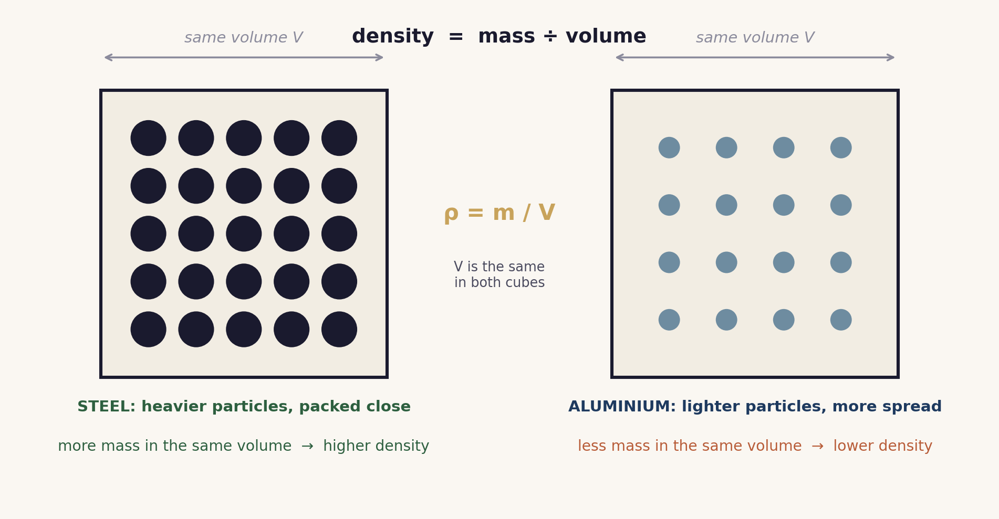 density = mass ÷ volume
same volume V
same volume V
ρ = m / V
V is the same
in both cubes
STEEL: heavier particles, packed close
ALUMINIUM: lighter particles, more spread
more mass in the same volume → higher density
less mass in the same volume → lower density